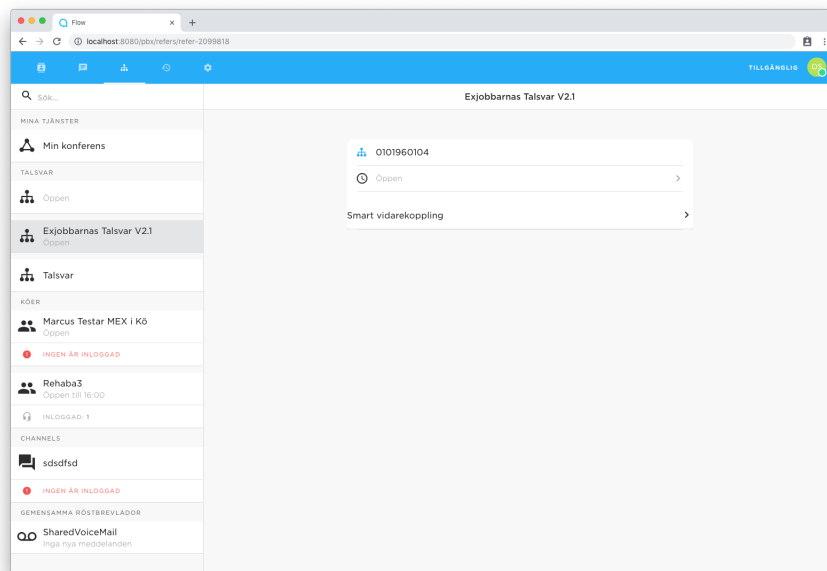 Flow
localhost:8080/pbx/refers/refer-2099818
TILLGÄNGLIG
OS
Sök...
Exjobbarnas Talsvar V2.1
MINA TJÄNSTER
Min konferens
0101960104
TALSVAR
Öppen
Öppen
Smart vidarekoppling
Exjobbarnas Talsvar V2.1
Öppen
Talsvar
KÖER
Marcus Testar MEX i Kö
Öppen
INGEN ÄR INLOGGAD
Rehaba3
Öppen till 16:00
INLOGGAD: 1
CHANNELS
sdsdfsd
INGEN ÄR INLOGGAD
GEMENSAMMA RÖSTBREVLÅDOR
SharedVoiceMail
Inga nya meddelanden